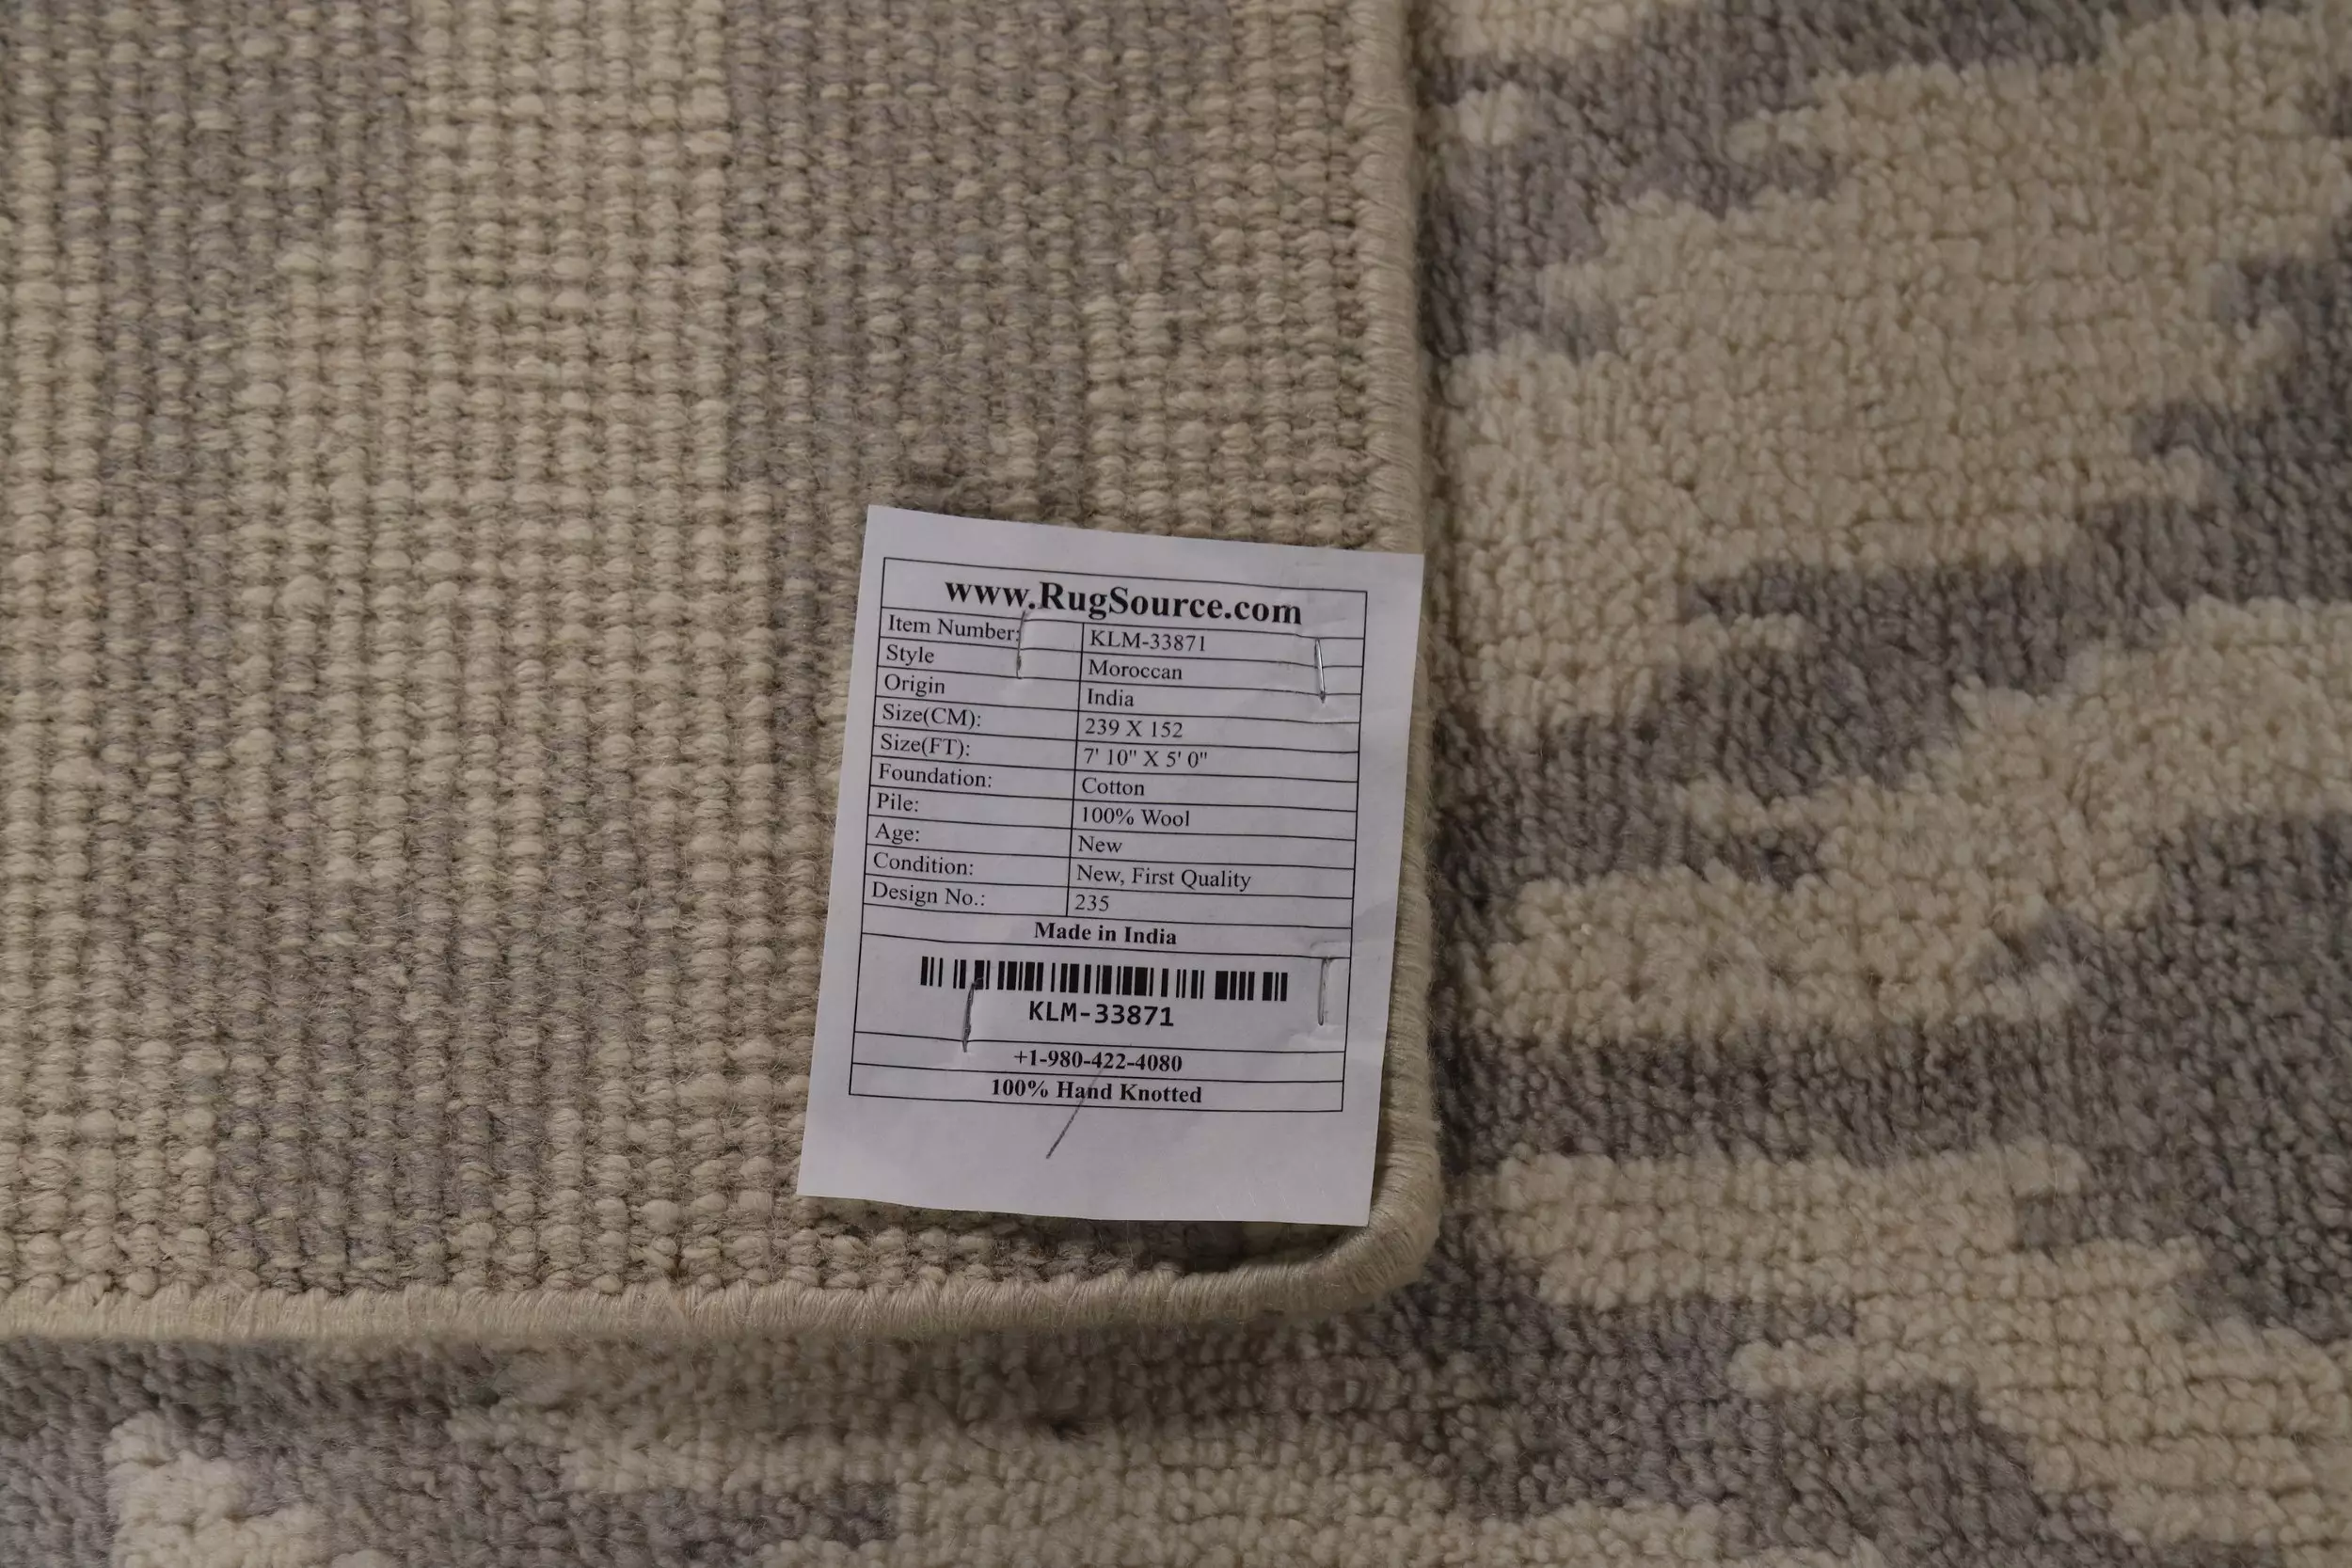 www.RugSource.com
Item Number: KLM-33871
Style Moroccan
Origin India
Size(CM): 239 X 152
Size(FT): 7' 10" X 5' 0"
Foundation: Cotton
Pile: 100% Wool
Age: New
Condition: New, First Quality
Design No.: 235
Made in India
KLM-33871
+1-980-422-4080
100% Hand Knotted